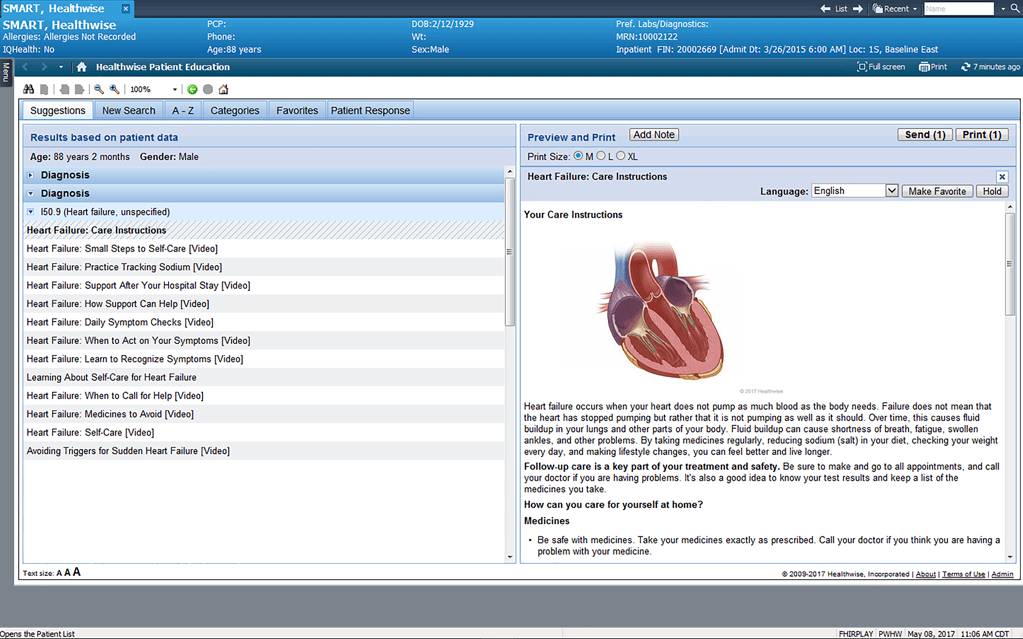 SMART, Healthwise
List Recent Name
SMART, Healthwise
PCP:
DOB:2/12/1929
Pref. Labs/Diagnostics:
Allergies: Allergies Not Recorded
Phone:
Wt:
MRN:10002122
IQHealth: No
Age:88 years
Sex:Male
Inpatient FIN: 20002669 [Admit Dt: 3/26/2015 6:00 AM] Loc: 1S, Baseline East
Menu
Healthwise Patient Education
Full screen Print 7 minutes ago
100%
Suggestions New Search A - Z Categories Favorites Patient Response
Results based on patient data
Age: 88 years 2 months Gender: Male
Diagnosis
Diagnosis
I50.9 (Heart failure, unspecified)
Heart Failure: Care Instructions
Heart Failure: Small Steps to Self-Care [Video]
Heart Failure: Practice Tracking Sodium [Video]
Heart Failure: Support After Your Hospital Stay [Video]
Heart Failure: How Support Can Help [Video]
Heart Failure: Daily Symptom Checks [Video]
Heart Failure: When to Act on Your Symptoms [Video]
Heart Failure: Learn to Recognize Symptoms [Video]
Learning About Self-Care for Heart Failure
Heart Failure: When to Call for Help [Video]
Heart Failure: Medicines to Avoid [Video]
Heart Failure: Self-Care [Video]
Avoiding Triggers for Sudden Heart Failure [Video]
Preview and Print Add Note Send (1) Print (1)
Print Size: M L XL
Heart Failure: Care Instructions
Language: English Make Favorite Hold
Your Care Instructions
© 2017 Healthwise
Heart failure occurs when your heart does not pump as much blood as the body needs. Failure does not mean that
the heart has stopped pumping but rather that it is not pumping as well as it should. Over time, this causes fluid
buildup in your lungs and other parts of your body. Fluid buildup can cause shortness of breath, fatigue, swollen
ankles, and other problems. By taking medicines regularly, reducing sodium (salt) in your diet, checking your weight
every day, and making lifestyle changes, you can feel better and live longer.
Follow-up care is a key part of your treatment and safety. Be sure to make and go to all appointments, and call
your doctor if you are having problems. It's also a good idea to know your test results and keep a list of the
medicines you take.
How can you care for yourself at home?
Medicines
• Be safe with medicines. Take your medicines exactly as prescribed. Call your doctor if you think you are having a
problem with your medicine.
Text size: A A A
© 2009-2017 Healthwise, Incorporated | About | Terms of Use | Admin
Opens the Patient List
FHIRPLAY PWHW May 08, 2017 11:06 AM CDT